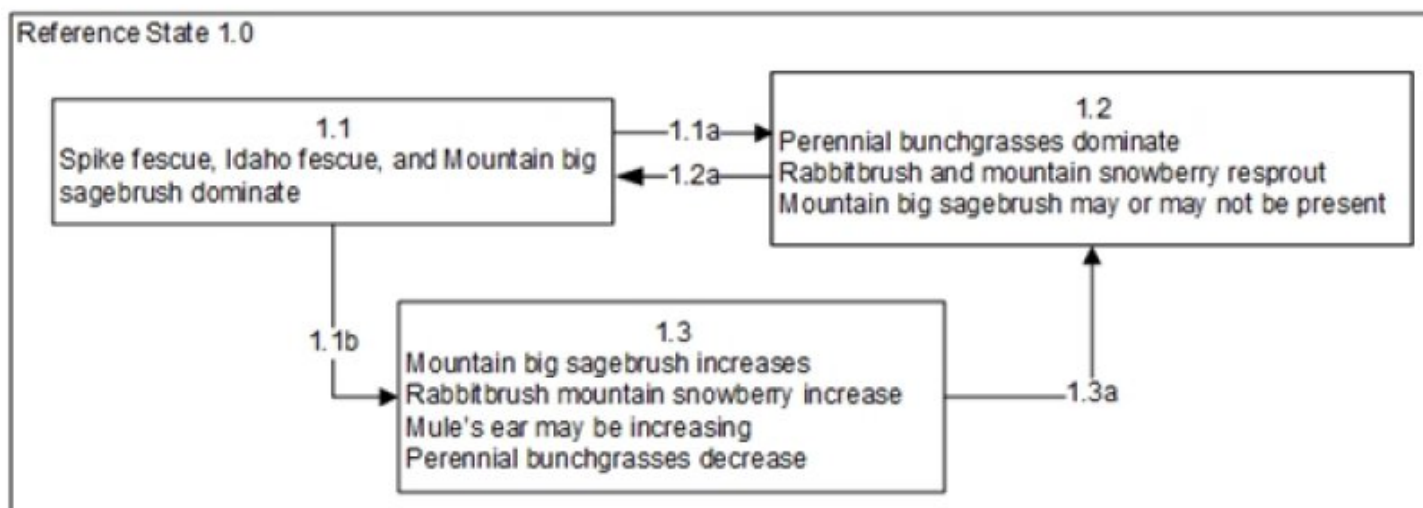 Reference State 1.0
1.1
Spike fescue, Idaho fescue, and Mountain big
sagebrush dominate
1.1a
1.2a
1.2
Perennial bunchgrasses dominate
Rabbitbrush and mountain snowberry resprout
Mountain big sagebrush may or may not be present
1.1b
1.3
Mountain big sagebrush increases
Rabbitbrush mountain snowberry increase
Mule's ear may be increasing
Perennial bunchgrasses decrease
1.3a